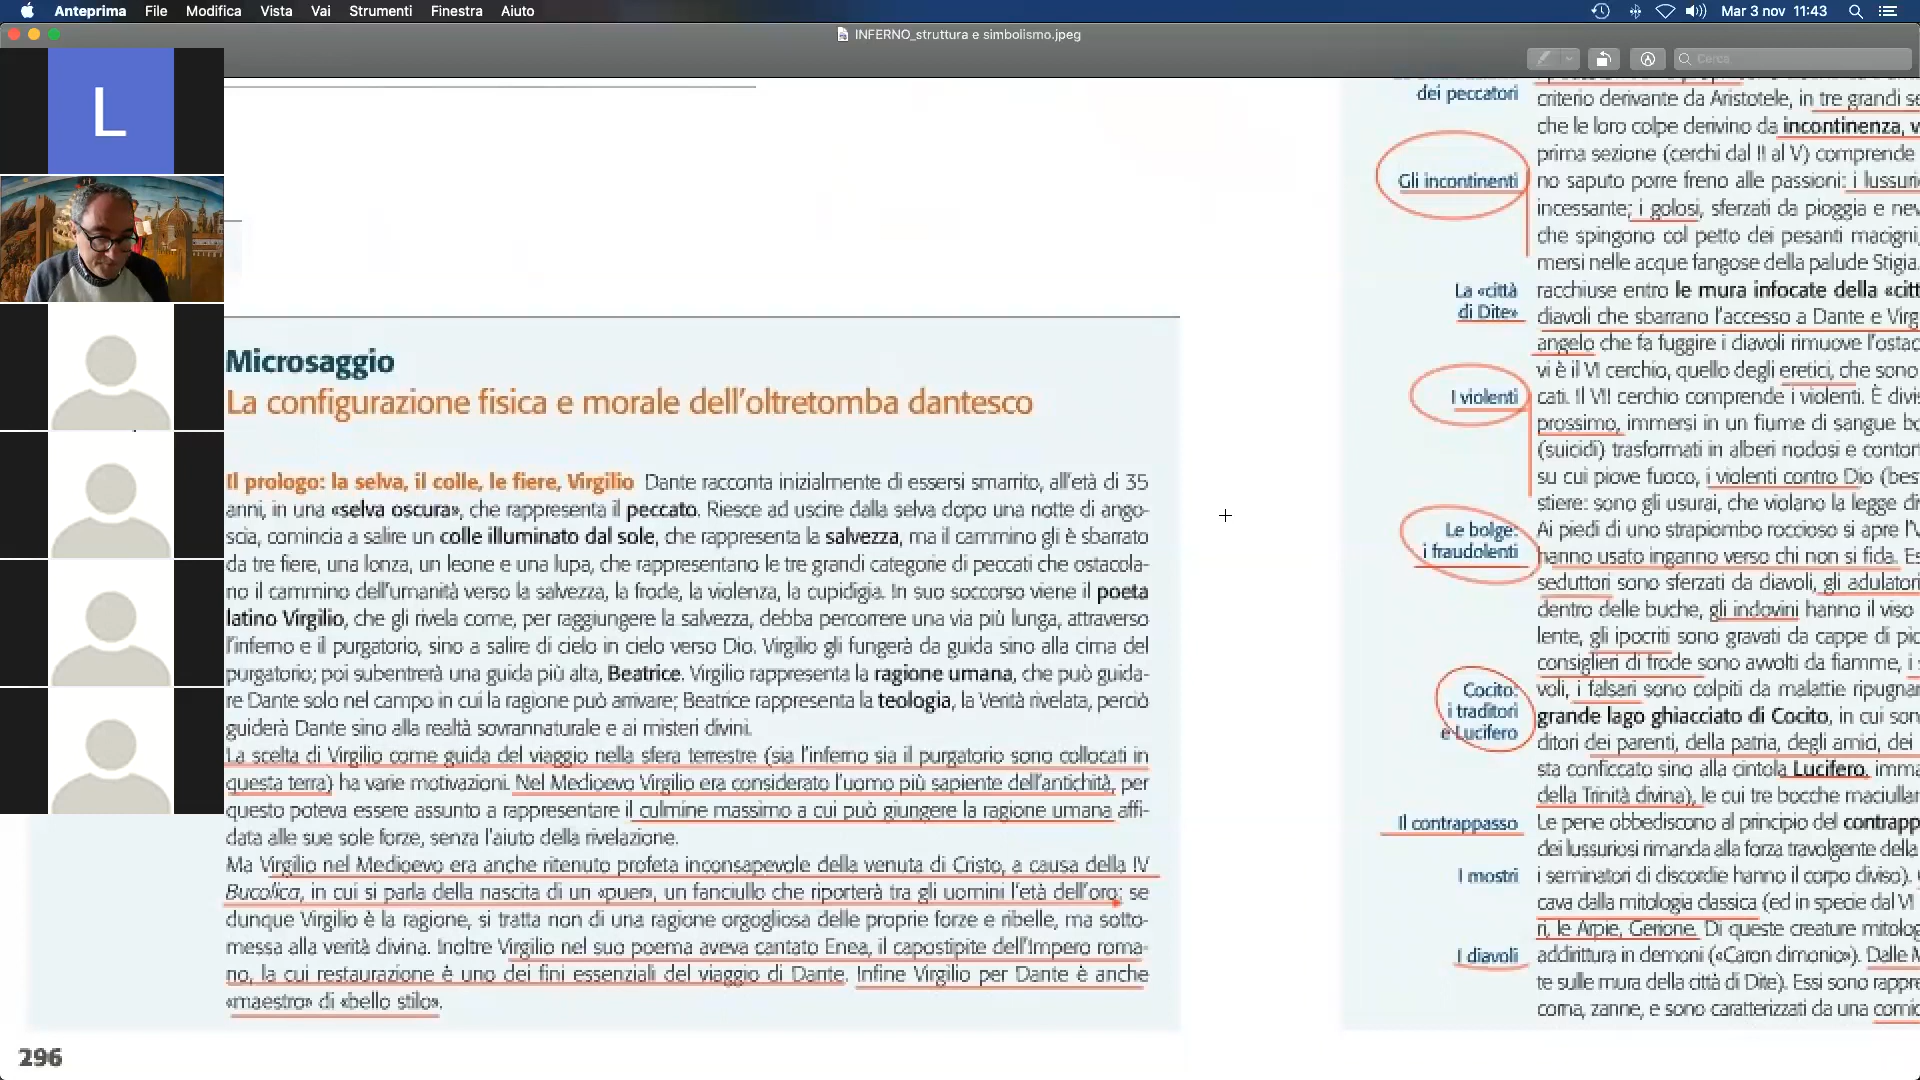 Anteprima File Modifica Vista Vai Strumenti Finestra Aiuto
Mar 3 nov 11:43
INFERNO_struttura e simbolismo.jpeg
Cerca
L
Microsaggio
La configurazione fisica e morale dell'oltretomba dantesco
Il prologo: la selva, il colle, le fiere, Virgilio Dante racconta inizialmente di essersi smarrito, all'età di 35
anni, in una «selva oscura», che rappresenta il peccato. Riesce ad uscire dalla selva dopo una notte di ango-
scia, comincia a salire un colle illuminato dal sole, che rappresenta la salvezza, ma il cammino gli è sbarrato
da tre fiere, una lonza, un leone e una lupa, che rappresentano le tre grandi categorie di peccati che ostacola-
no il cammino dell'umanità verso la salvezza, la frode, la violenza, la cupidigia. In suo soccorso viene il poeta
latino Virgilio, che gli rivela come, per raggiungere la salvezza, debba percorrere una via più lunga, attraverso
l'inferno e il purgatorio, sino a salire di cielo in cielo verso Dio. Virgilio gli fungerà da guida sino alla cima del
purgatorio; poi subentrerà una guida più alta, Beatrice. Virgilio rappresenta la ragione umana, che può guida-
re Dante solo nel campo in cui la ragione può arrivare; Beatrice rappresenta la teologia, la Verità rivelata, perciò
guiderà Dante sino alla realtà sovrannaturale e ai misteri divini.
La scelta di Virgilio come guida del viaggio nella sfera terrestre (sia l'inferno sia il purgatorio sono collocati in
questa terra) ha varie motivazioni. Nel Medioevo Virgilio era considerato l'uomo più sapiente dell'antichità, per
questo poteva essere assunto a rappresentare il culmine massimo a cui può giungere la ragione umana affi-
data alle sue sole forze, senza l'aiuto della rivelazione.
Ma Virgilio nel Medioevo era anche ritenuto profeta inconsapevole della venuta di Cristo, a causa della IV
Bucolica, in cui si parla della nascita di un «puer», un fanciullo che riporterà tra gli uomini l'età dell'oro; se
dunque Virgilio è la ragione, si tratta non di una ragione orgogliosa delle proprie forze e ribelle, ma sotto-
messa alla verità divina. Inoltre Virgilio nel suo poema aveva cantato Enea, il capostipite dell'Impero roma-
no, la cui restaurazione è uno dei fini essenziali del viaggio di Dante. Infine Virgilio per Dante è anche
«maestro» di «bello stilo».
296
dei peccatori
Gli incontinenti
La «città
di Dite»
I violenti
Le bolge:
i fraudolenti
Cocito:
i traditori
e Lucifero
Il contrappasso
I mostri
I diavoli
criterio derivante da Aristotele, in tre grandi se
che le loro colpe derivino da incontinenza, v
prima sezione (cerchi dal II al V) comprende
no saputo porre freno alle passioni: i lussuri
incessante; i golosi, sferzati da pioggia e nev
che spingono col petto dei pesanti macigni,
mersi nelle acque fangose della palude Stigia.
racchiuse entro le mura infocate della «citt
diavoli che sbarrano l'accesso a Dante e Virg
angelo che fa fuggire i diavoli rimuove l'ostac
vi è il VI cerchio, quello degli eretici, che sono
cati. Il VII cerchio comprende i violenti. È divis
prossimo, immersi in un fiume di sangue bo
(suicidi) trasformati in alberi nodosi e contor
su cui piove fuoco, i violenti contro Dio (bes
stiere: sono gli usurai, che violano la legge di
Ai piedi di uno strapiombo roccioso si apre l'V
hanno usato inganno verso chi non si fida. Es
seduttori sono sferzati da diavoli, gli adulatori
dentro delle buche, gli indovini hanno il viso
lente, gli ipocriti sono gravati da cappe di pio
consiglieri di frode sono avvolti da fiamme, i s
voli, i falsari sono colpiti da malattie ripugnan
grande lago ghiacciato di Cocito, in cui son
ditori dei parenti, della patria, degli amici, dei
sta conficcato sino alla cintola Lucifero, imma
della Trinità divina), le cui tre bocche maciullan
Le pene obbediscono al principio del contrapp
dei lussuriosi rimanda alla forza travolgente della
i seminatori di discordie hanno il corpo diviso).
cava dalla mitologia classica (ed in specie dal VI
ri, le Arpie, Gerione. Di queste creature mitolog
addirittura in demoni («Caron dimonio»). Dalle M
te sulle mura della città di Dite). Essi sono rappre
corna, zanne, e sono caratterizzati da una comic